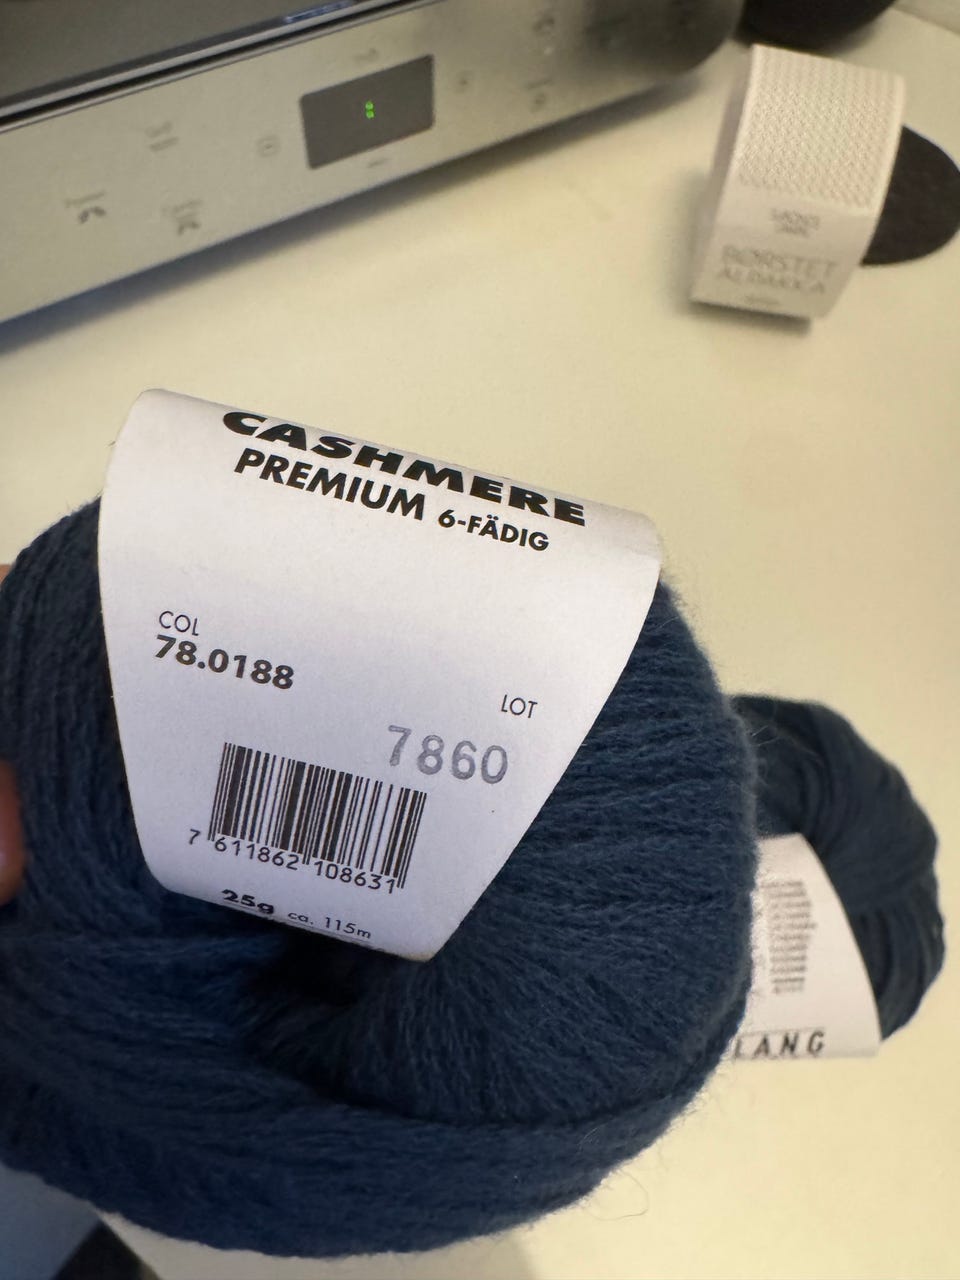 BØRSTET
ALPAKKA
CASHMERE
PREMIUM 6-FÄDIG
COL
78.0188
LOT
7860
7 611862 108631
25g ca. 115m
LANG